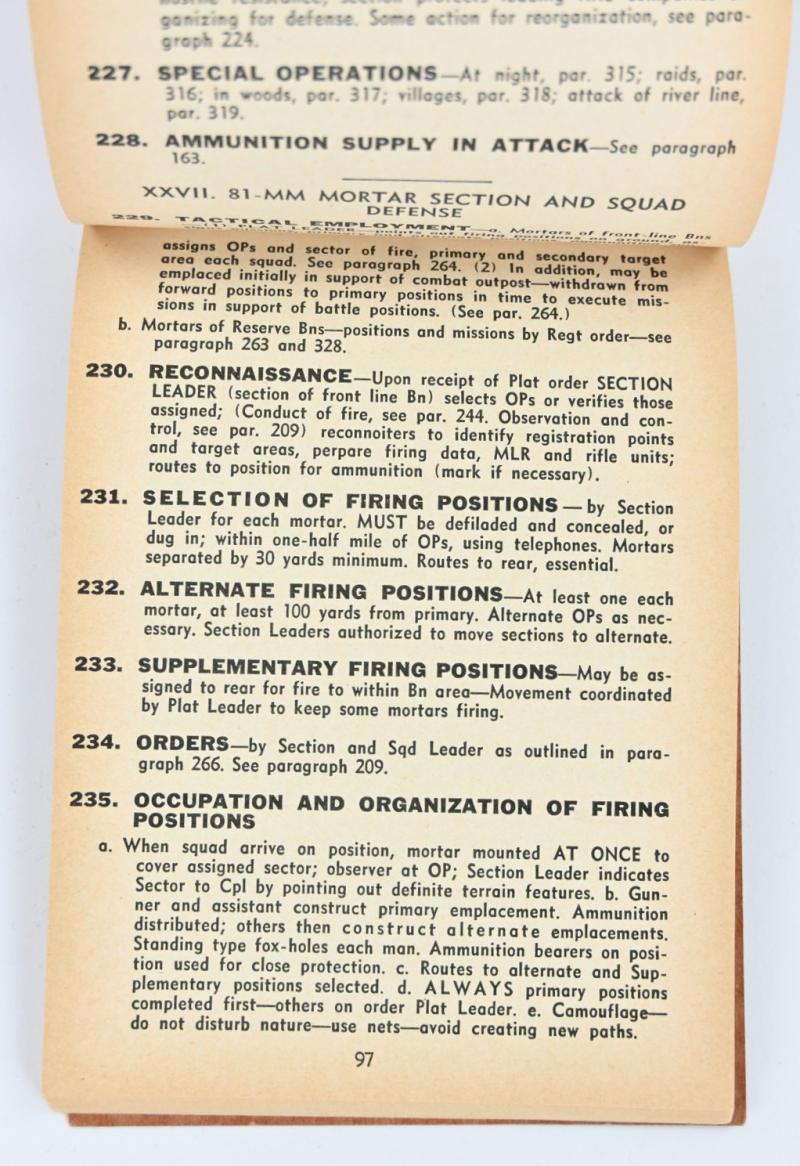 ganizing for defense. Some action for reorganization, see para-
graph 224.
227. SPECIAL OPERATIONS—At night, par. 315; raids, par.
316; in woods, par. 317; villages, par. 318; attack of river line,
par. 319.
228. AMMUNITION SUPPLY IN ATTACK—See paragraph
163.
XXVII. 81-MM MORTAR SECTION AND SQUAD
DEFENSE
229. TACTICAL EMPLOYMENT—a. Mortars of front-line Bns
assigns OPs and sector of fire, primary and secondary target
area each squad. See paragraph 264. (2) In addition, may be
emplaced initially in support of combat outpost—withdrawn from
forward positions to primary positions in time to execute mis-
sions in support of battle positions. (See par. 264.)
b. Mortars of Reserve Bns—positions and missions by Regt order—see
paragraph 263 and 328.
230. RECONNAISSANCE—Upon receipt of Plat order SECTION
LEADER (section of front line Bn) selects OPs or verifies those
assigned; (Conduct of fire, see par. 244. Observation and con-
trol, see par. 209) reconnoiters to identify registration points
and target areas, perpare firing data, MLR and rifle units;
routes to position for ammunition (mark if necessary).
231. SELECTION OF FIRING POSITIONS—by Section
Leader for each mortar. MUST be defiladed and concealed, or
dug in; within one-half mile of OPs, using telephones. Mortars
separated by 30 yards minimum. Routes to rear, essential.
232. ALTERNATE FIRING POSITIONS—At least one each
mortar, at least 100 yards from primary. Alternate OPs as nec-
essary. Section Leaders authorized to move sections to alternate.
233. SUPPLEMENTARY FIRING POSITIONS—May be as-
signed to rear for fire to within Bn area—Movement coordinated
by Plat Leader to keep some mortars firing.
234. ORDERS—by Section and Sqd Leader as outlined in para-
graph 266. See paragraph 209.
235. OCCUPATION AND ORGANIZATION OF FIRING
POSITIONS
a. When squad arrive on position, mortar mounted AT ONCE to
cover assigned sector; observer at OP; Section Leader indicates
Sector to Cpl by pointing out definite terrain features. b. Gun-
ner and assistant construct primary emplacement. Ammunition
distributed; others then construct alternate emplacements.
Standing type fox-holes each man. Ammunition bearers on posi-
tion used for close protection. c. Routes to alternate and Sup-
plementary positions selected. d. ALWAYS primary positions
completed first—others on order Plat Leader. e. Camouflage—
do not disturb nature—use nets—avoid creating new paths.
97